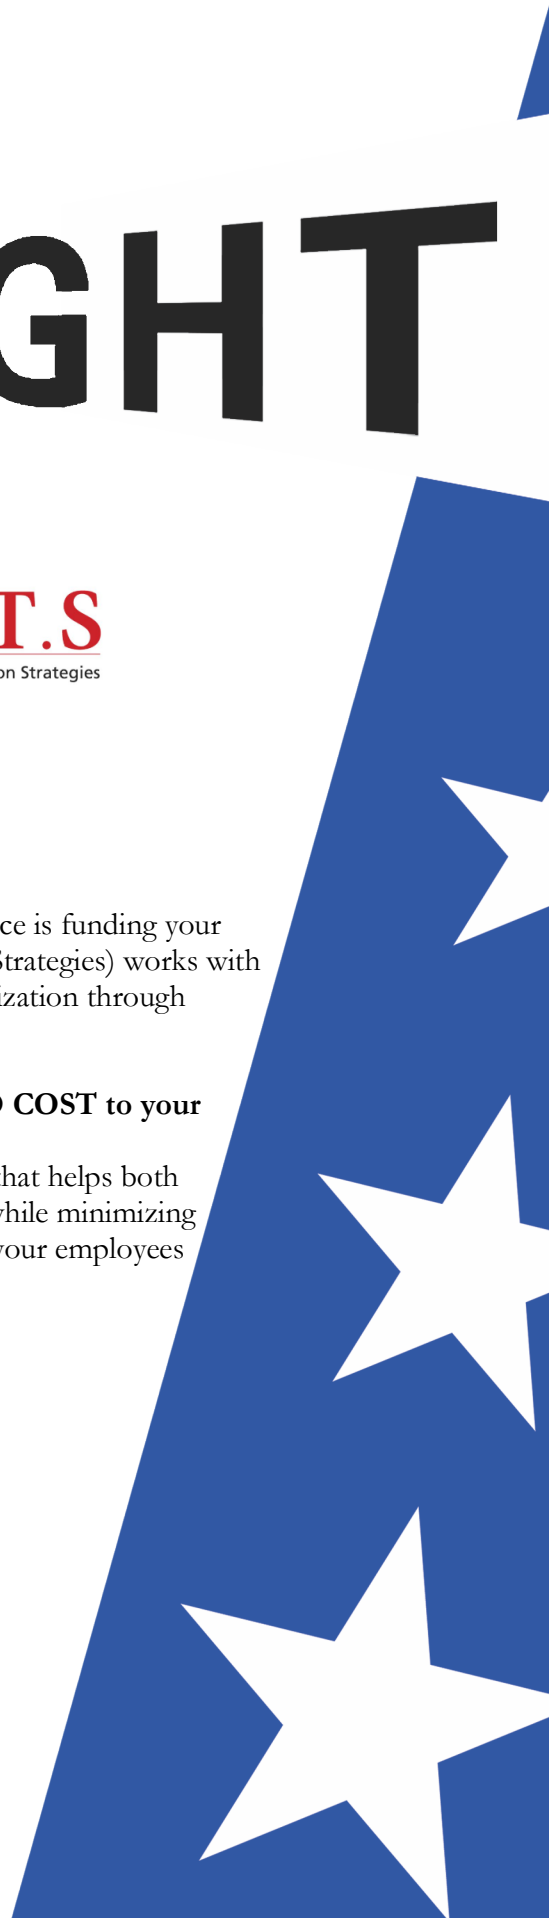 GHT
T.S
on Strategies
ce is funding your
Strategies) works with
ization through
COST to your
that helps both
while minimizing
your employees